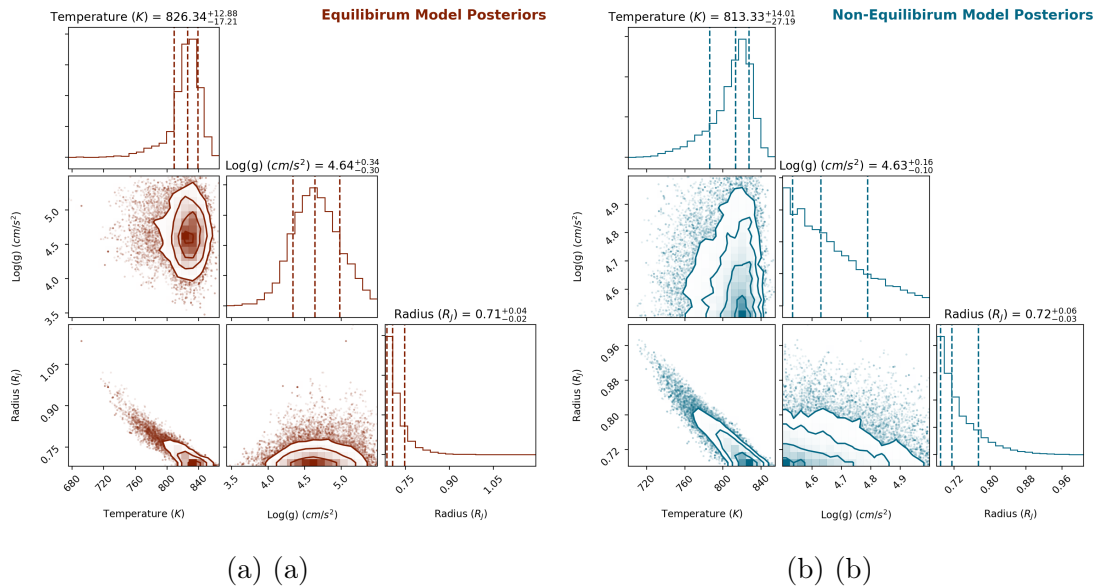 Temperature (K) = 826.34 +12.88 −17.21
Equilibirum Model Posteriors
Log(g) (cm/s²) = 4.64 +0.34 −0.30
Log(g) (cm/s²)
5.0
4.5
4.0
3.5
Radius (R_J) = 0.71 +0.04 −0.02
Radius (R_J)
1.05
0.90
0.75
680 720 760 800 840
3.5 4.0 4.5 5.0
0.75 0.90 1.05
Temperature (K)
Log(g) (cm/s²)
Radius (R_J)
(a) (a)
Temperature (K) = 813.33 +14.01 −27.19
Non-Equilibirum Model Posteriors
Log(g) (cm/s²) = 4.63 +0.16 −0.10
Log(g) (cm/s²)
4.9
4.8
4.7
4.6
Radius (R_J) = 0.72 +0.06 −0.03
Radius (R_J)
0.96
0.88
0.80
0.72
700 720 760 800 840
4.6 4.7 4.8 4.9
0.72 0.80 0.88 0.96
Temperature (K)
Log(g) (cm/s²)
Radius (R_J)
(b) (b)